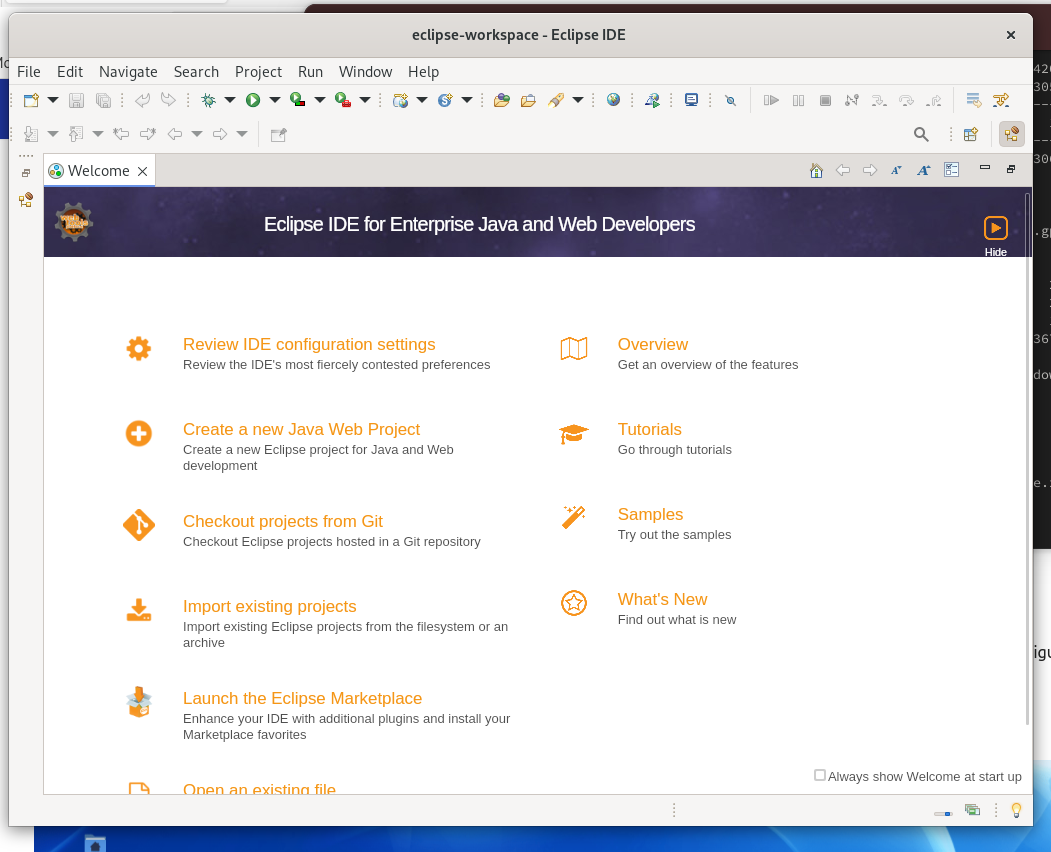 eclipse-workspace - Eclipse IDE
File Edit Navigate Search Project Run Window Help
Welcome
Eclipse IDE for Enterprise Java and Web Developers
Hide
Review IDE configuration settings
Review the IDE's most fiercely contested preferences
Create a new Java Web Project
Create a new Eclipse project for Java and Web
development
Checkout projects from Git
Checkout Eclipse projects hosted in a Git repository
Import existing projects
Import existing Eclipse projects from the filesystem or an
archive
Launch the Eclipse Marketplace
Enhance your IDE with additional plugins and install your
Marketplace favorites
Open an existing file
Overview
Get an overview of the features
Tutorials
Go through tutorials
Samples
Try out the samples
What's New
Find out what is new
Always show Welcome at start up